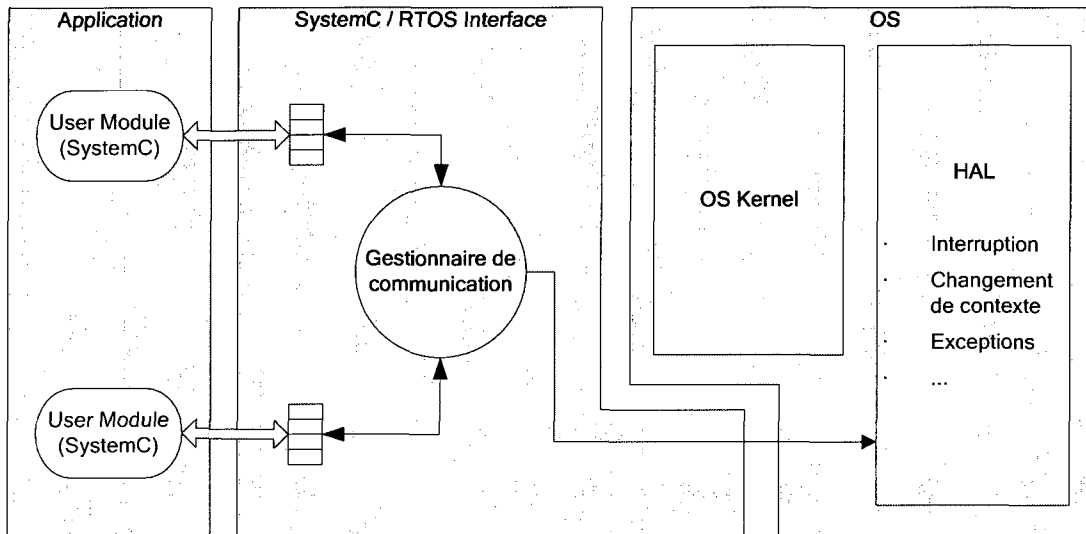 Application
SystemC / RTOS Interface
OS
User Module
(SystemC)
OS Kernel
HAL
Gestionnaire de
communication
· Interruption
· Changement
de contexte
· Exceptions
· ...
User Module
(SystemC)